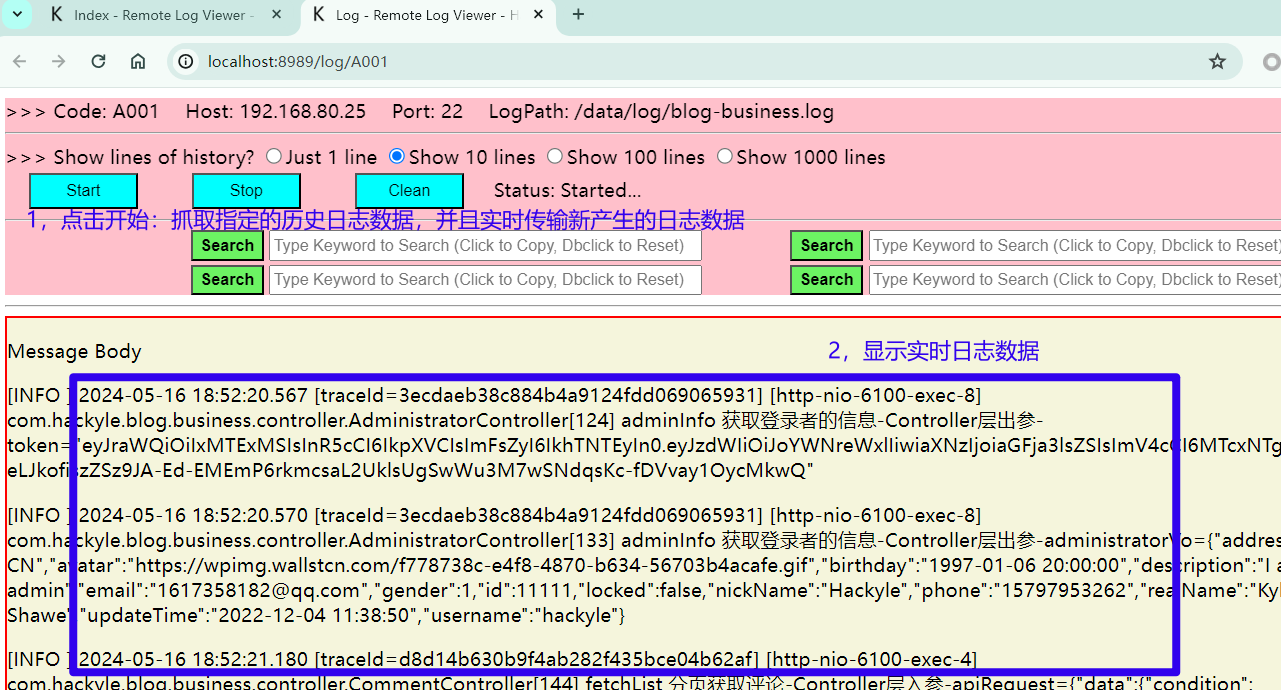 Index - Remote Log Viewer -
Log - Remote Log Viewer - H
localhost:8989/log/A001
>>> Code: A001 Host: 192.168.80.25 Port: 22 LogPath: /data/log/blog-business.log
>>> Show lines of history? Just 1 line Show 10 lines Show 100 lines Show 1000 lines
Start Stop Clean Status: Started...
1，点击开始：抓取指定的历史日志数据，并且实时传输新产生的日志数据
Search Type Keyword to Search (Click to Copy, Dbclick to Reset) Search Type Keyword to Search (Click to Copy, Dbclick to Reset)
Search Type Keyword to Search (Click to Copy, Dbclick to Reset) Search Type Keyword to Search (Click to Copy, Dbclick to Reset)
Message Body
2，显示实时日志数据
[INFO ] 2024-05-16 18:52:20.567 [traceId=3ecdaeb38c884b4a9124fdd069065931] [http-nio-6100-exec-8]
com.hackyle.blog.business.controller.AdministratorController[124] adminInfo 获取登录者的信息-Controller层出参-
token="eyJraWQiOiIxMTExMSIsInR5cCI6IkpXVCIsImFsZyI6IkhTNTEyIn0.eyJzdWIiOiJoYWNreWxlIiwiaXNzIjoiaGFja3lsZSIsImV4cCI6MTcxNTg
[INFO ] 2024-05-16 18:52:20.570 [traceId=3ecdaeb38c884b4a9124fdd069065931] [http-nio-6100-exec-8]
com.hackyle.blog.business.controller.AdministratorController[133] adminInfo 获取登录者的信息-Controller层出参-administratorVo={"addres
CN","avatar":"https://wpimg.wallstcn.com/f778738c-e4f8-4870-b634-56703b4acafe.gif","birthday":"1997-01-06 20:00:00","description":"I a
admin","email":"1617358182@qq.com","gender":1,"id":11111,"locked":false,"nickName":"Hackyle","phone":"15797953262","realName":"Kyl
Shawe","updateTime":"2022-12-04 11:38:50","username":"hackyle"}
[INFO ] 2024-05-16 18:52:21.180 [traceId=d8d14b630b9f4ab282f435bce04b62af] [http-nio-6100-exec-4]
com.hackyle.blog.business.controller.CommentController[144] fetchList 分页获取评论-Controller层入参-apiRequest={"data":{"condition":